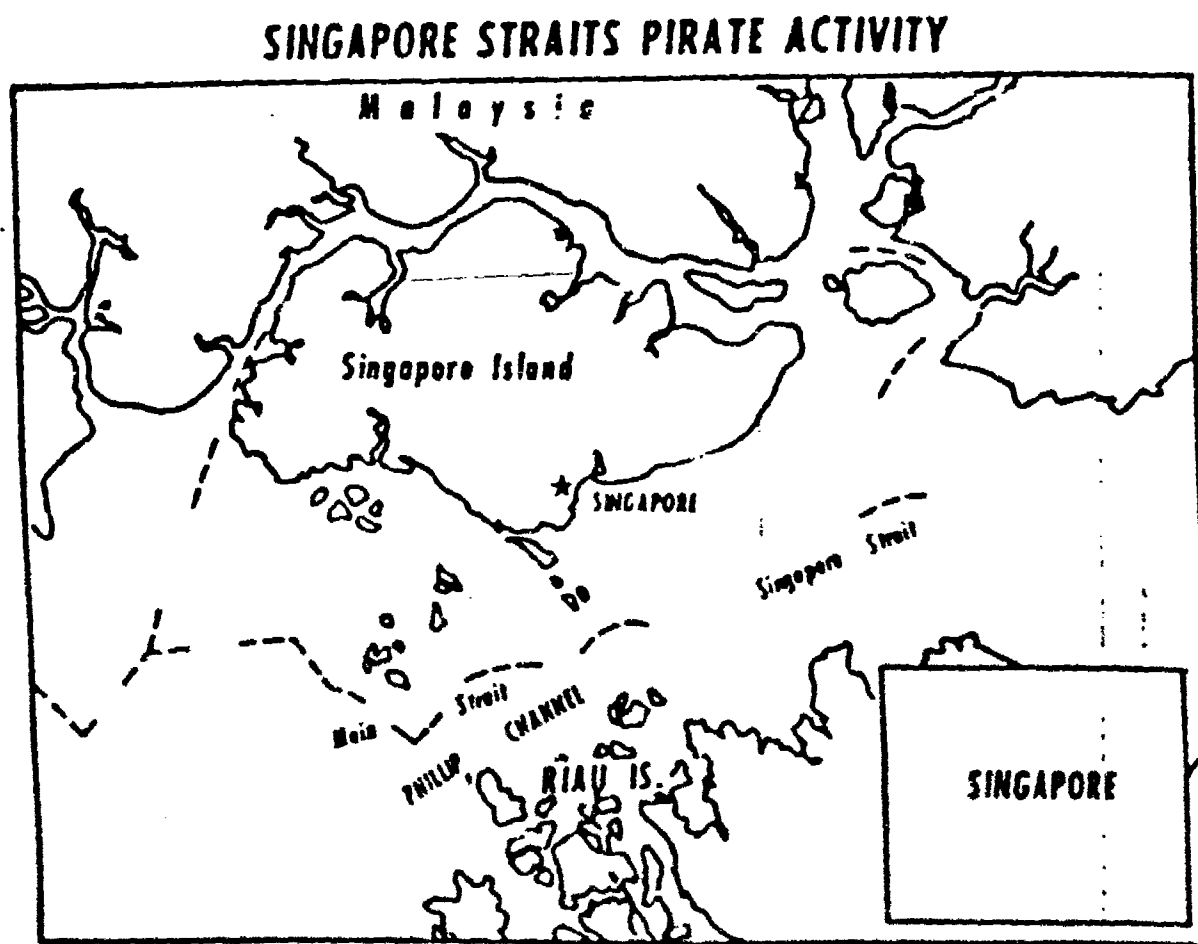 SINGAPORE STRAITS PIRATE ACTIVITY
Malaysia
Singapore Island
SINGAPORE
Singapore Strait
Main Strait
PHILLIP CHANNEL
RIAU IS.
SINGAPORE